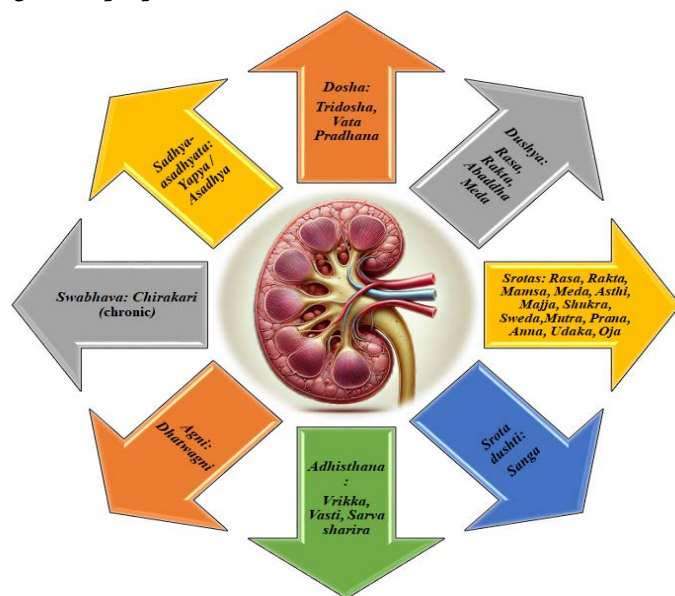 Dosha:
Tridosha,
Vata
Pradhana
Dushya:
Rasa,
Rakta,
Abaddha
Meda
Srotas: Rasa, Rakta,
Mamsa, Meda, Asthi,
Majja, Shukra,
Sweda,Mutra, Prana,
Anna, Udaka, Oja
Srota
dushti:
Sanga
Adhisthana
:
Vrikka,
Vasti, Sarva
sharira
Agni:
Dhatwagni
Swabhava: Chirakari
(chronic)
Sadhya-
asadhyata:
Yapya /
Asadhya